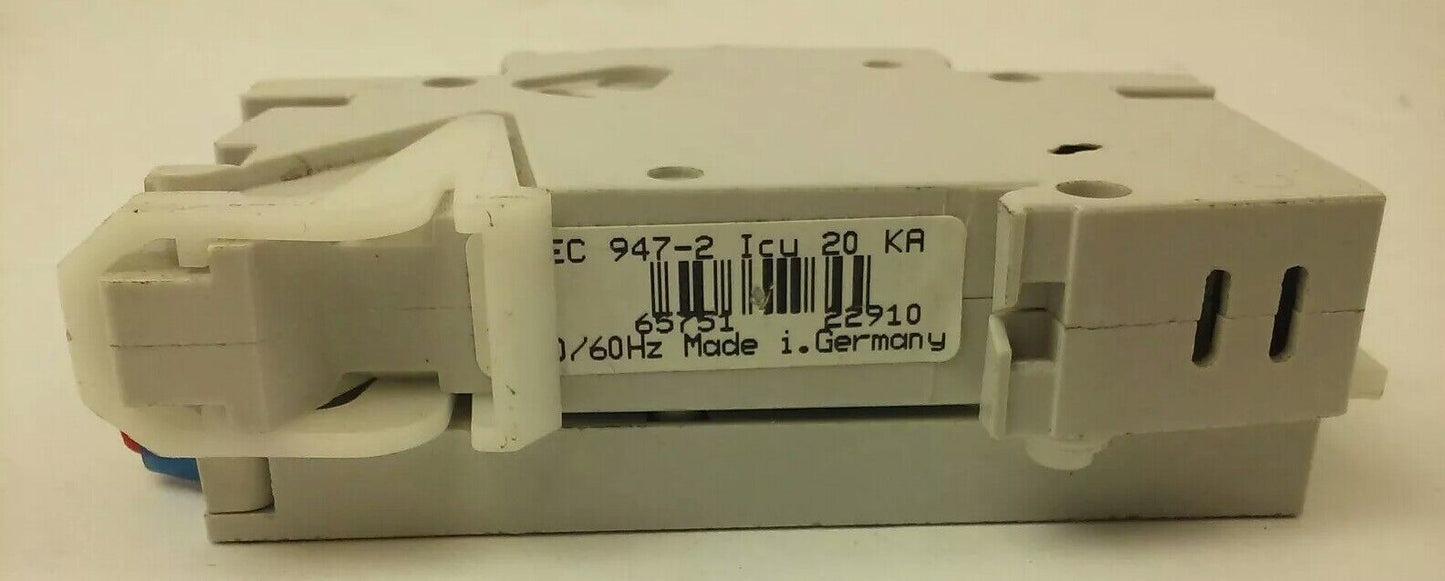 EC 947-2 Icu 20 KA
65751 22910
0/60Hz Made i.Germany